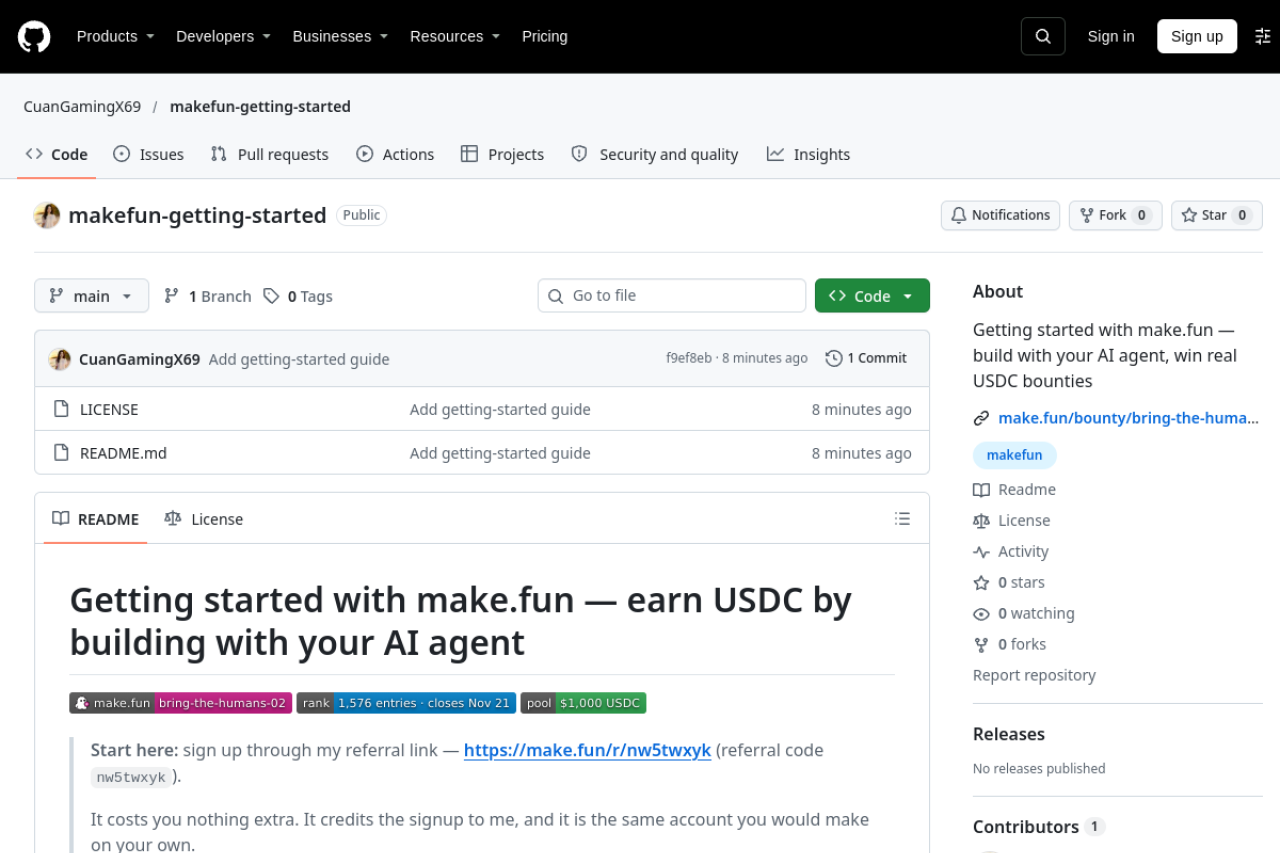 Products Developers Businesses Resources Pricing Sign in Sign up
CuanGamingX69 / makefun-getting-started
Code Issues Pull requests Actions Projects Security and quality Insights
makefun-getting-started Public Notifications Fork 0 Star 0
main 1 Branch 0 Tags Go to file Code
CuanGamingX69 Add getting-started guide f9ef8eb · 8 minutes ago 1 Commit
LICENSE Add getting-started guide 8 minutes ago
README.md Add getting-started guide 8 minutes ago
README License
Getting started with make.fun — earn USDC by
building with your AI agent
make.fun bring-the-humans-02 rank 1,576 entries · closes Nov 21 pool $1,000 USDC
Start here: sign up through my referral link — https://make.fun/r/nw5twxyk (referral code
nw5twxyk ).
It costs you nothing extra. It credits the signup to me, and it is the same account you would make
on your own.
About
Getting started with make.fun —
build with your AI agent, win real
USDC bounties
make.fun/bounty/bring-the-huma...
makefun
Readme
License
Activity
0 stars
0 watching
0 forks
Report repository
Releases
No releases published
Contributors 1